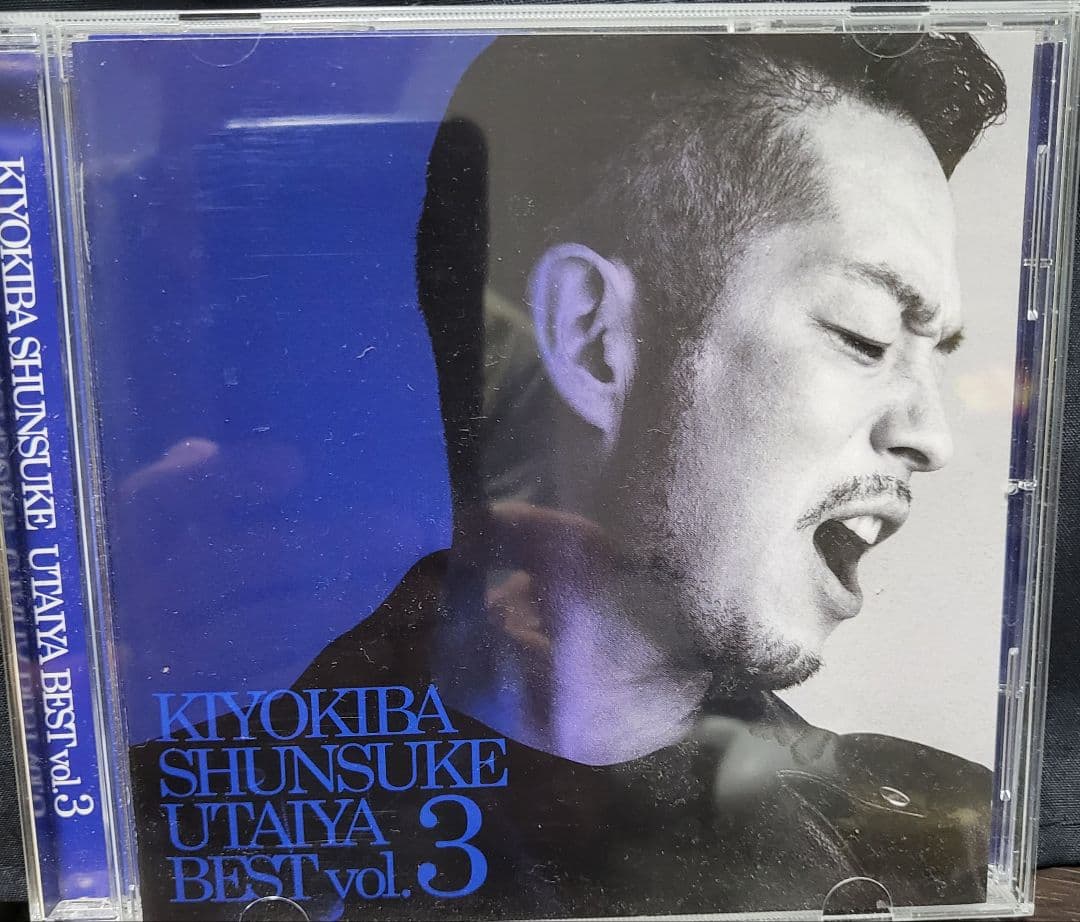 KIYOKIBA SHUNSUKE UTAIYA BEST vol.3
KIYOKIBA
SHUNSUKE
UTAIYA
BEST vol. 3